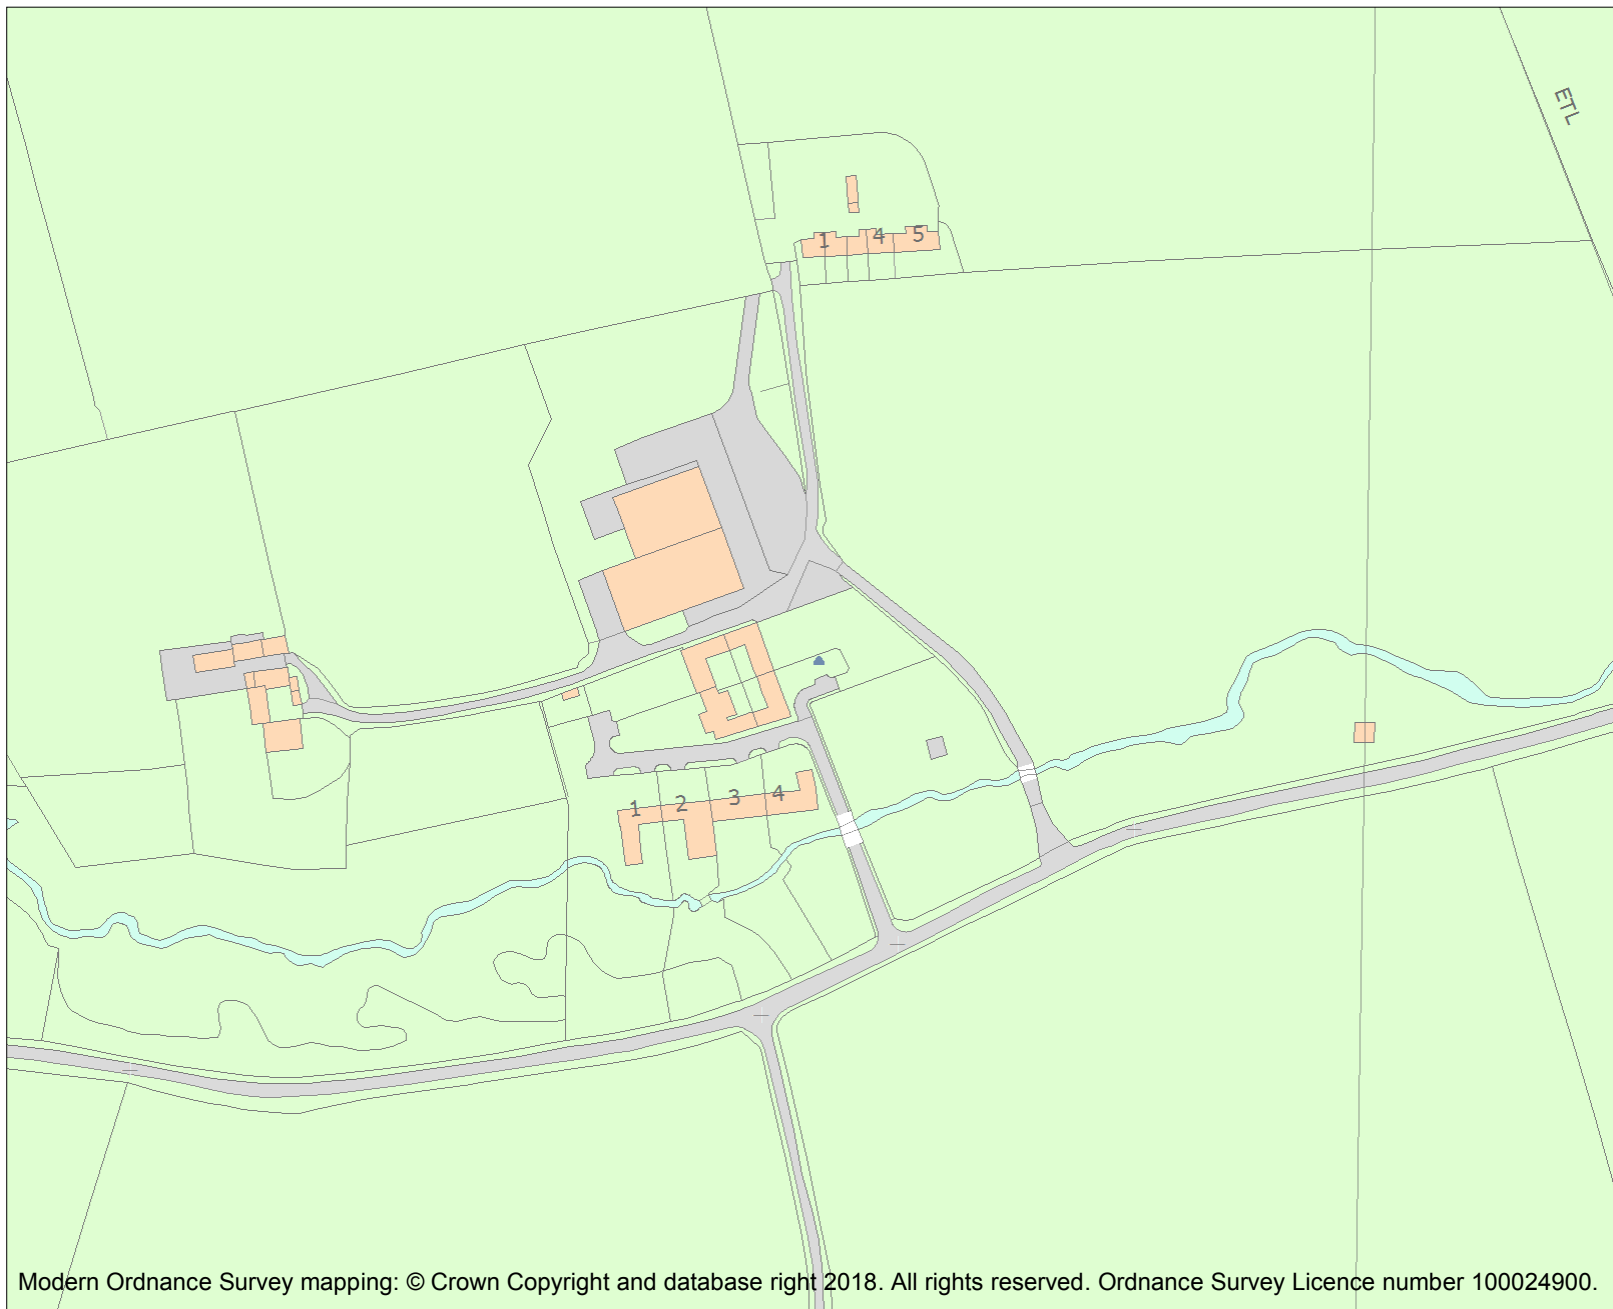 ETL
1 4 5
1 2 3 4
Modern Ordnance Survey mapping: © Crown Copyright and database right 2018. All rights reserved. Ordnance Survey Licence number 100024900.